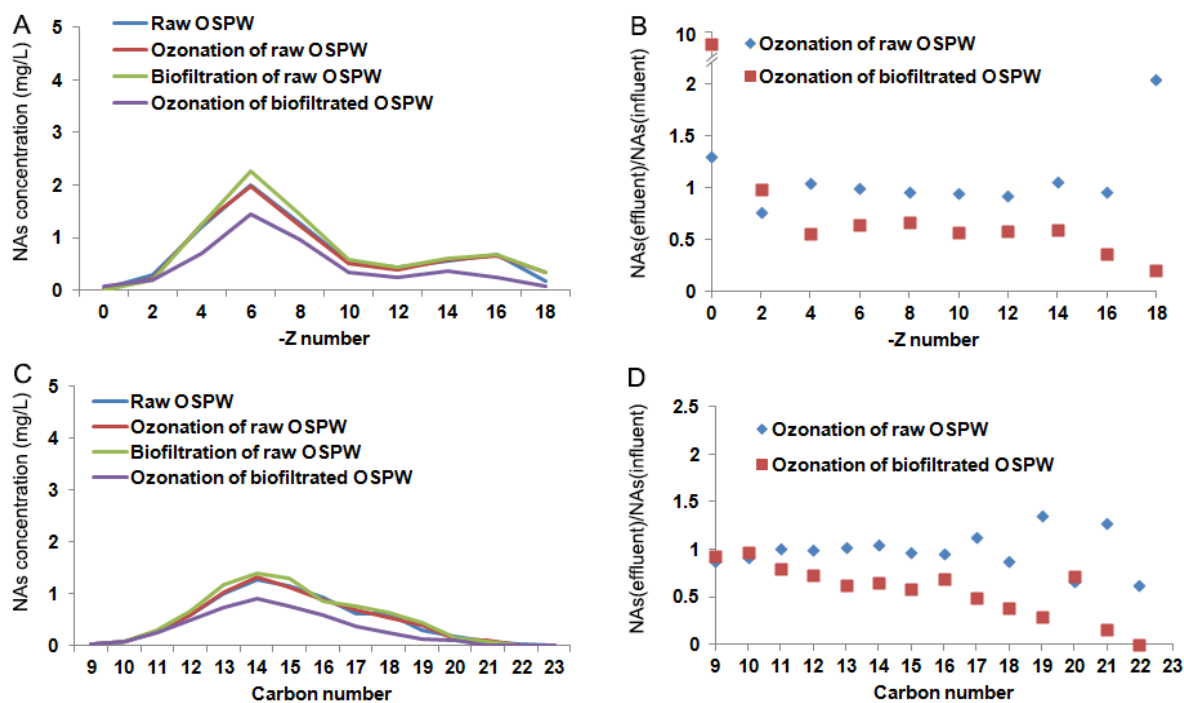 A
NAs concentration (mg/L)
5
4
3
2
1
0
Raw OSPW
Ozonation of raw OSPW
Biofiltration of raw OSPW
Ozonation of biofiltrated OSPW
0 2 4 6 8 10 12 14 16 18
-Z number
B
NAs(effluent)/NAs(influent)
10
2
1.5
1
0.5
0
Ozonation of raw OSPW
Ozonation of biofiltrated OSPW
0 2 4 6 8 10 12 14 16 18
-Z number
C
NAs concentration (mg/L)
5
4
3
2
1
0
Raw OSPW
Ozonation of raw OSPW
Biofiltration of raw OSPW
Ozonation of biofiltrated OSPW
9 10 11 12 13 14 15 16 17 18 19 20 21 22 23
Carbon number
D
NAs(effluent)/NAs(influent)
2.5
2
1.5
1
0.5
0
Ozonation of raw OSPW
Ozonation of biofiltrated OSPW
9 10 11 12 13 14 15 16 17 18 19 20 21 22 23
Carbon number